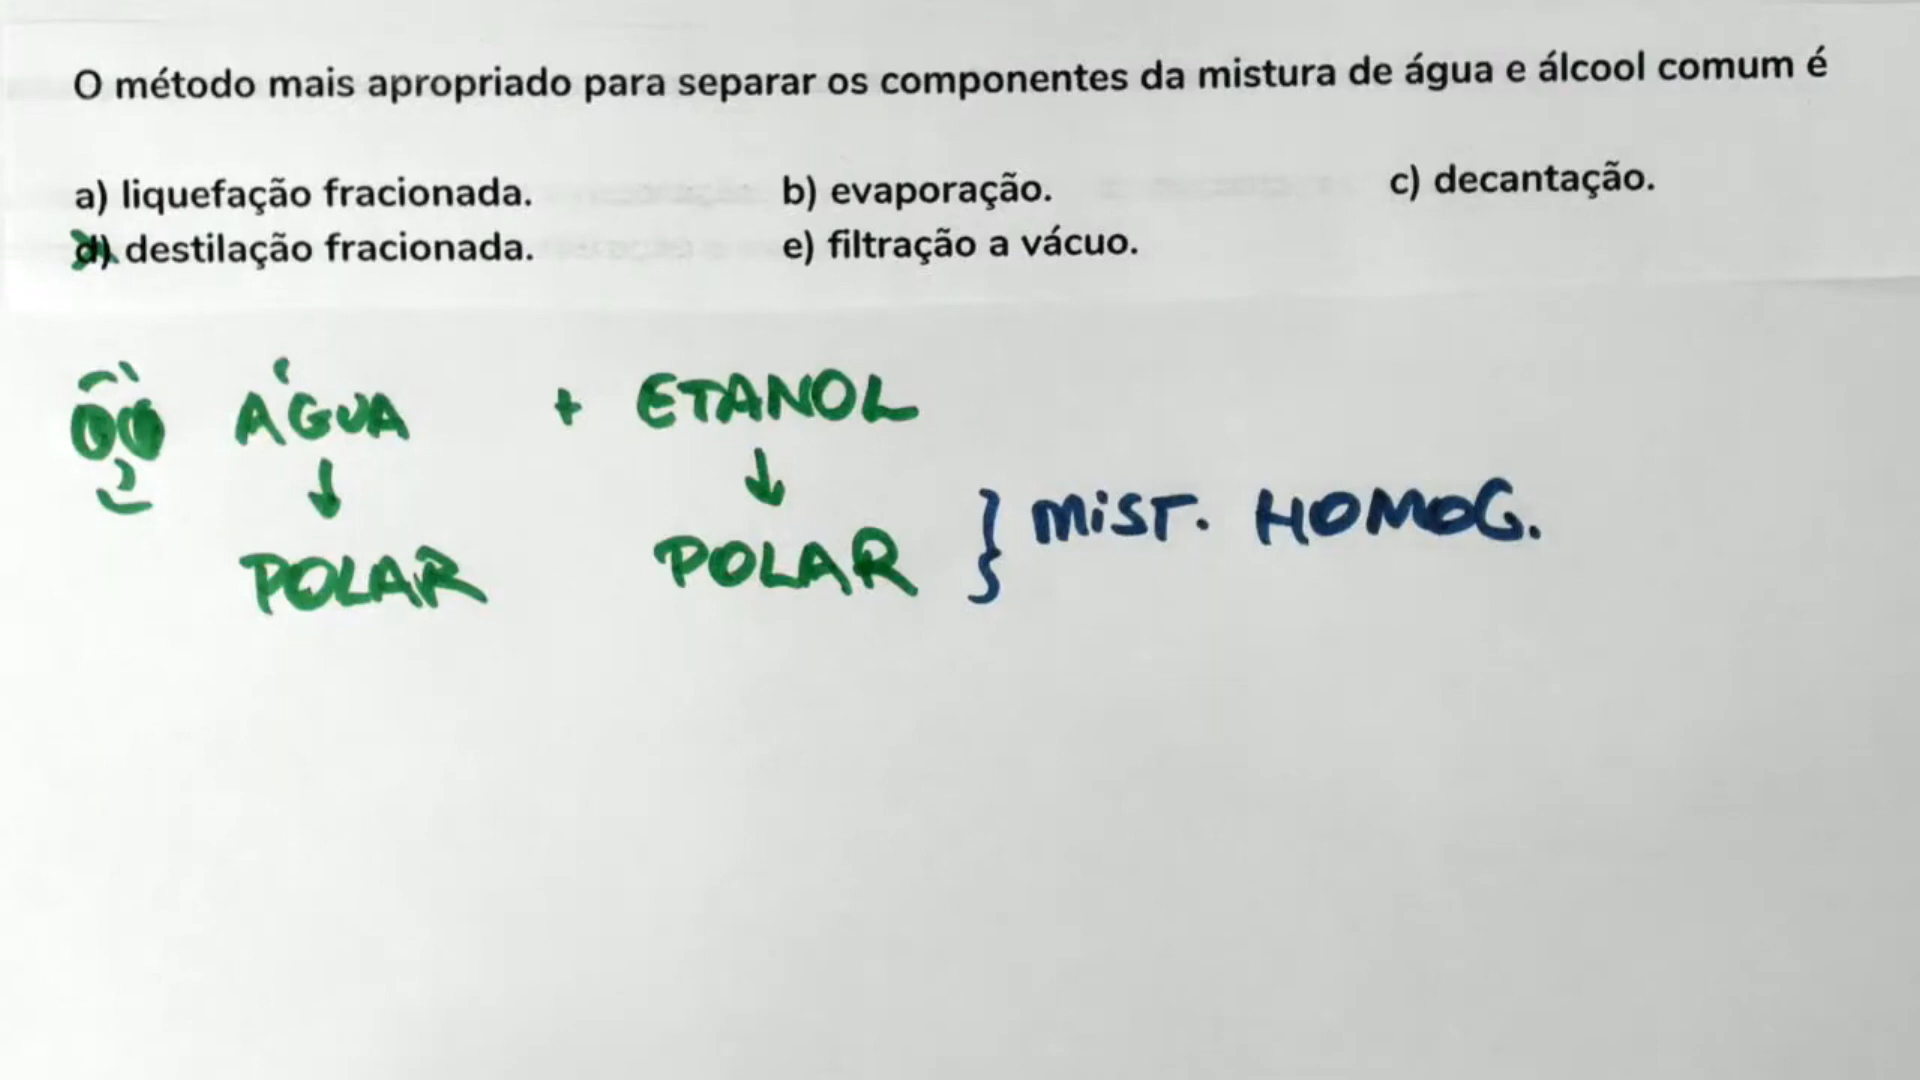 O método mais apropriado para separar os componentes da mistura de água e álcool comum é
a) liquefação fracionada. b) evaporação. c) decantação.
d) destilação fracionada. e) filtração a vácuo.
ÁGUA + ETANOL
POLAR POLAR } MIST. HOMOG.